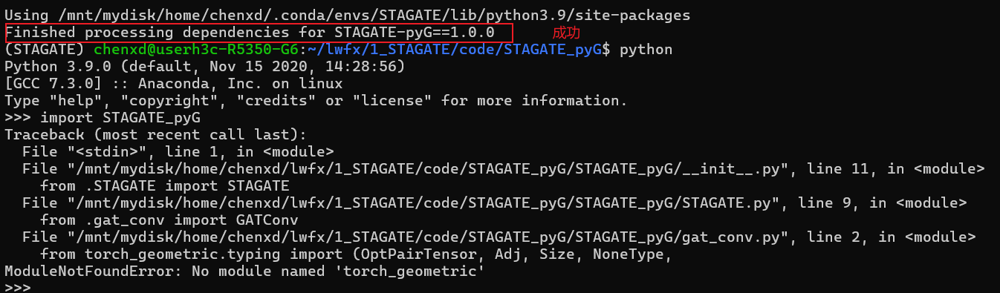 Using /mnt/mydisk/home/chenxd/.conda/envs/STAGATE/lib/python3.9/site-packages
Finished processing dependencies for STAGATE-pyG==1.0.0 成功
(STAGATE) chenxd@userh3c-R5350-G6:~/lwfx/1_STAGATE/code/STAGATE_pyG$ python
Python 3.9.0 (default, Nov 15 2020, 14:28:56)
[GCC 7.3.0] :: Anaconda, Inc. on linux
Type "help", "copyright", "credits" or "license" for more information.
>>> import STAGATE_pyG
Traceback (most recent call last):
  File "<stdin>", line 1, in <module>
  File "/mnt/mydisk/home/chenxd/lwfx/1_STAGATE/code/STAGATE_pyG/STAGATE_pyG/__init__.py", line 11, in <module>
    from .STAGATE import STAGATE
  File "/mnt/mydisk/home/chenxd/lwfx/1_STAGATE/code/STAGATE_pyG/STAGATE_pyG/STAGATE.py", line 9, in <module>
    from .gat_conv import GATConv
  File "/mnt/mydisk/home/chenxd/lwfx/1_STAGATE/code/STAGATE_pyG/STAGATE_pyG/gat_conv.py", line 2, in <module>
    from torch_geometric.typing import (OptPairTensor, Adj, Size, NoneType,
ModuleNotFoundError: No module named 'torch_geometric'
>>>